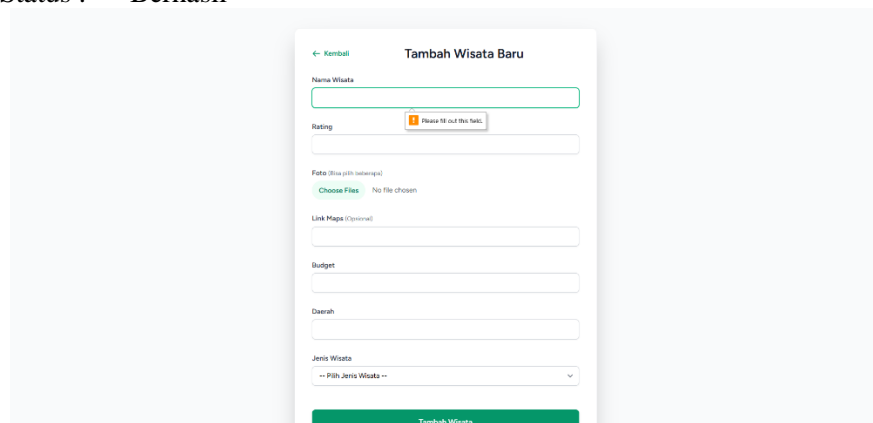 Status : Berhasil
← Kembali Tambah Wisata Baru
Nama Wisata
! Please fill out this field.
Rating
Foto (Bisa pilih beberapa)
Choose Files No file chosen
Link Maps (Opsional)
Budget
Daerah
Jenis Wisata
-- Pilih Jenis Wisata --
Tambah Wisata